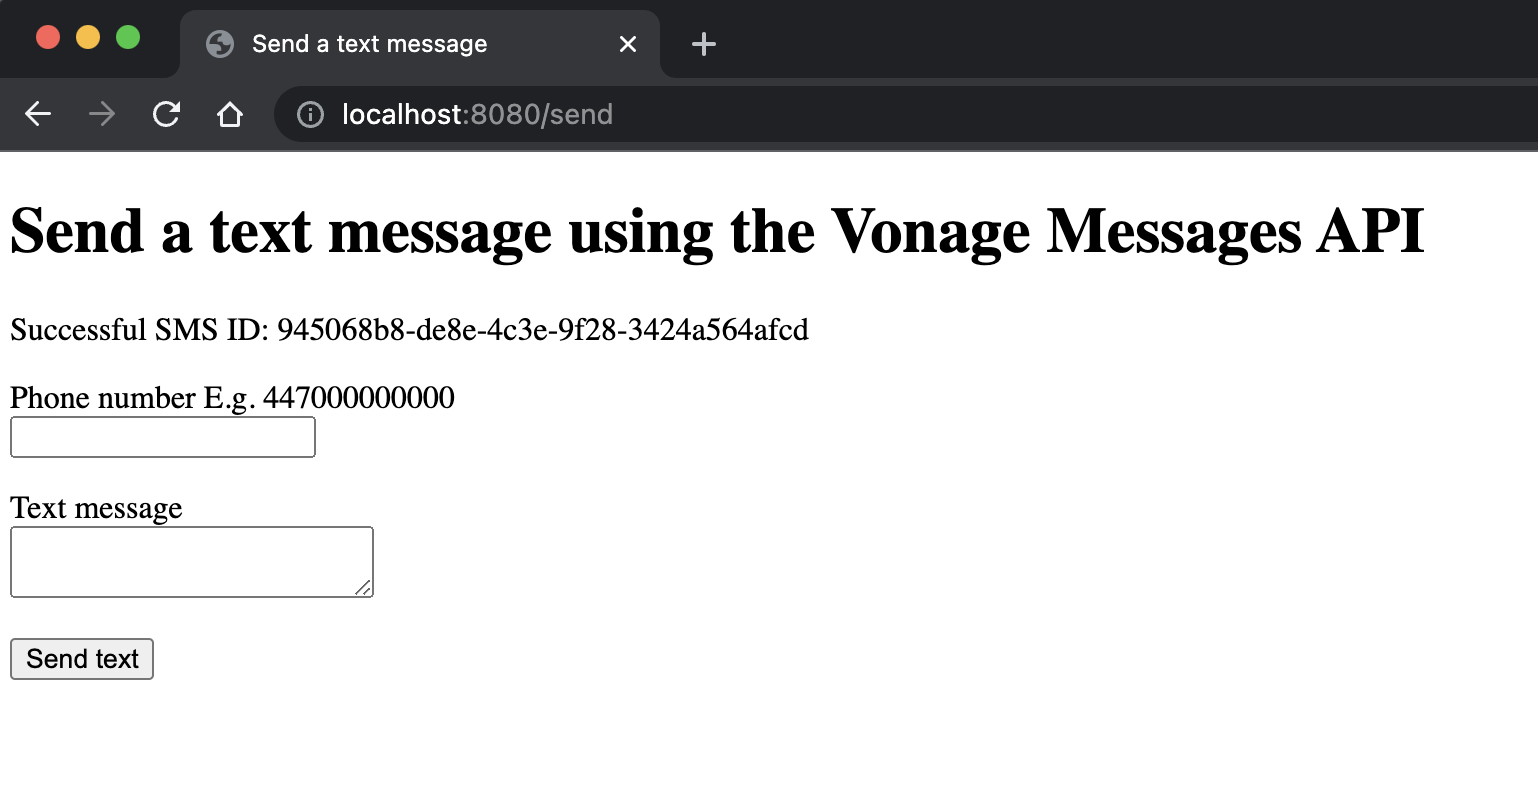 Send a text message
localhost:8080/send
Send a text message using the Vonage Messages API
Successful SMS ID: 945068b8-de8e-4c3e-9f28-3424a564afcd
Phone number E.g. 447000000000
Text message
Send text